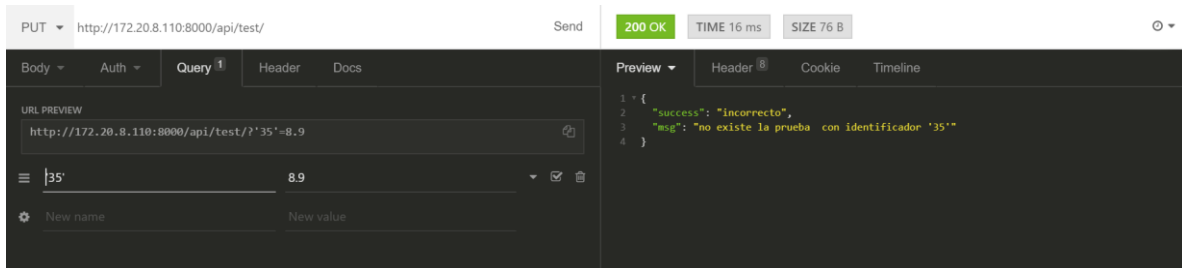 PUT http://172.20.8.110:8000/api/test/ Send
200 OK TIME 16 ms SIZE 76 B
Body Auth Query 1 Header Docs
Preview Header 8 Cookie Timeline
URL PREVIEW
http://172.20.8.110:8000/api/test/?'35'=8.9
'35' 8.9
New name New value
1 {
2 "success": "incorrecto",
3 "msg": "no existe la prueba con identificador '35'"
4 }